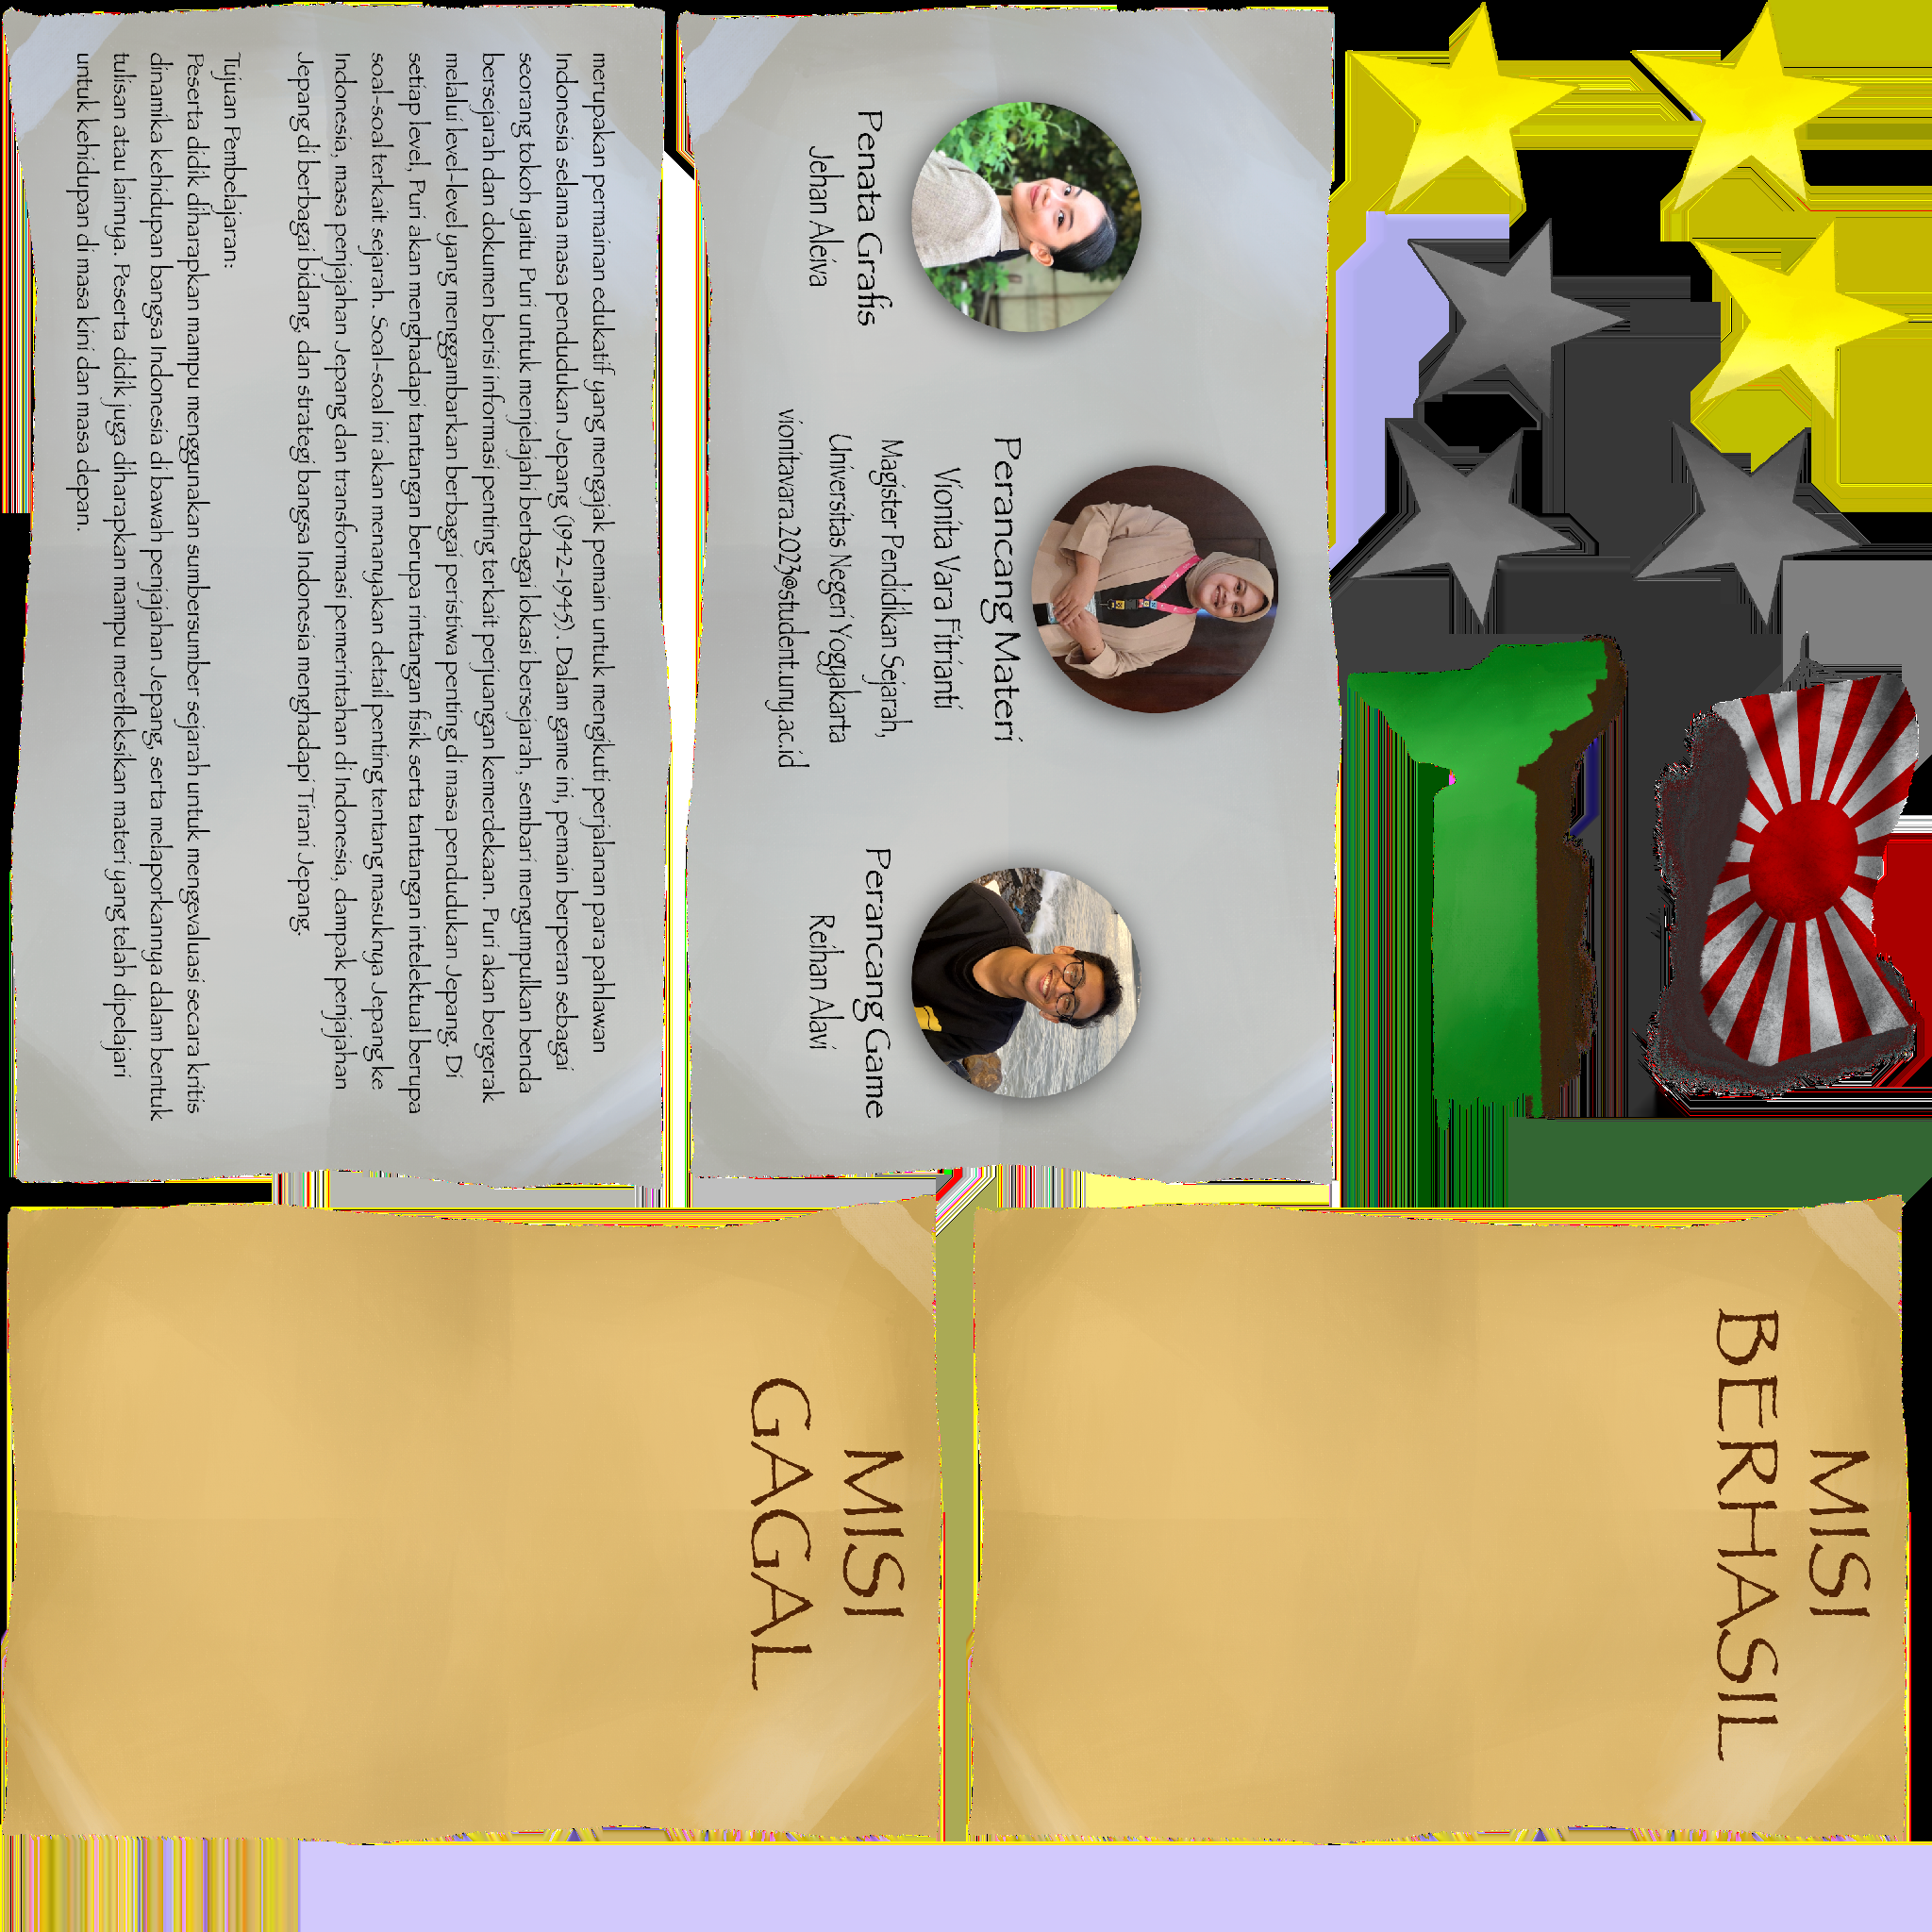 merupakan permainan edukatif yang mengajak pemain untuk mengikuti perjalanan para pahlawan
Indonesia selama masa pendudukan Jepang (1942-1945). Dalam game ini, pemain berperan sebagai
seorang tokoh yaitu Puri untuk menjelajahi berbagai lokasi bersejarah, sembari mengumpulkan benda
bersejarah dan dokumen berisi informasi penting terkait perjuangan kemerdekaan. Puri akan bergerak
melalui level-level yang menggambarkan berbagai peristiwa penting di masa pendudukan Jepang. Di
setiap level, Puri akan menghadapi tantangan berupa rintangan fisik serta tantangan intelektual berupa
soal-soal terkait sejarah. Soal-soal ini akan menanyakan detail penting tentang masuknya Jepang ke
Indonesia, masa penjajahan Jepang dan transformasi pemerintahan di Indonesia, dampak penjajahan
Jepang di berbagai bidang, dan strategi bangsa Indonesia menghadapi Tirani Jepang.
Tujuan Pembelajaran:
Peserta didik diharapkan mampu menggunakan sumbersumber sejarah untuk mengevaluasi secara kritis
dinamika kehidupan bangsa Indonesia di bawah penjajahan Jepang, serta melaporkannya dalam bentuk
tulisan atau lainnya. Peserta didik juga diharapkan mampu merefleksikan materi yang telah dipelajari
untuk kehidupan di masa kini dan masa depan.
Penata Grafis
Jehan Aleiva
Perancang Materi
Vionita Vara Fitrianti
Magister Pendidikan Sejarah,
Universitas Negeri Yogyakarta
vionitavara.2023@student.uny.ac.id
Perancang Game
Reihan Alavi
MISI
GAGAL
MISI
BERHASIL